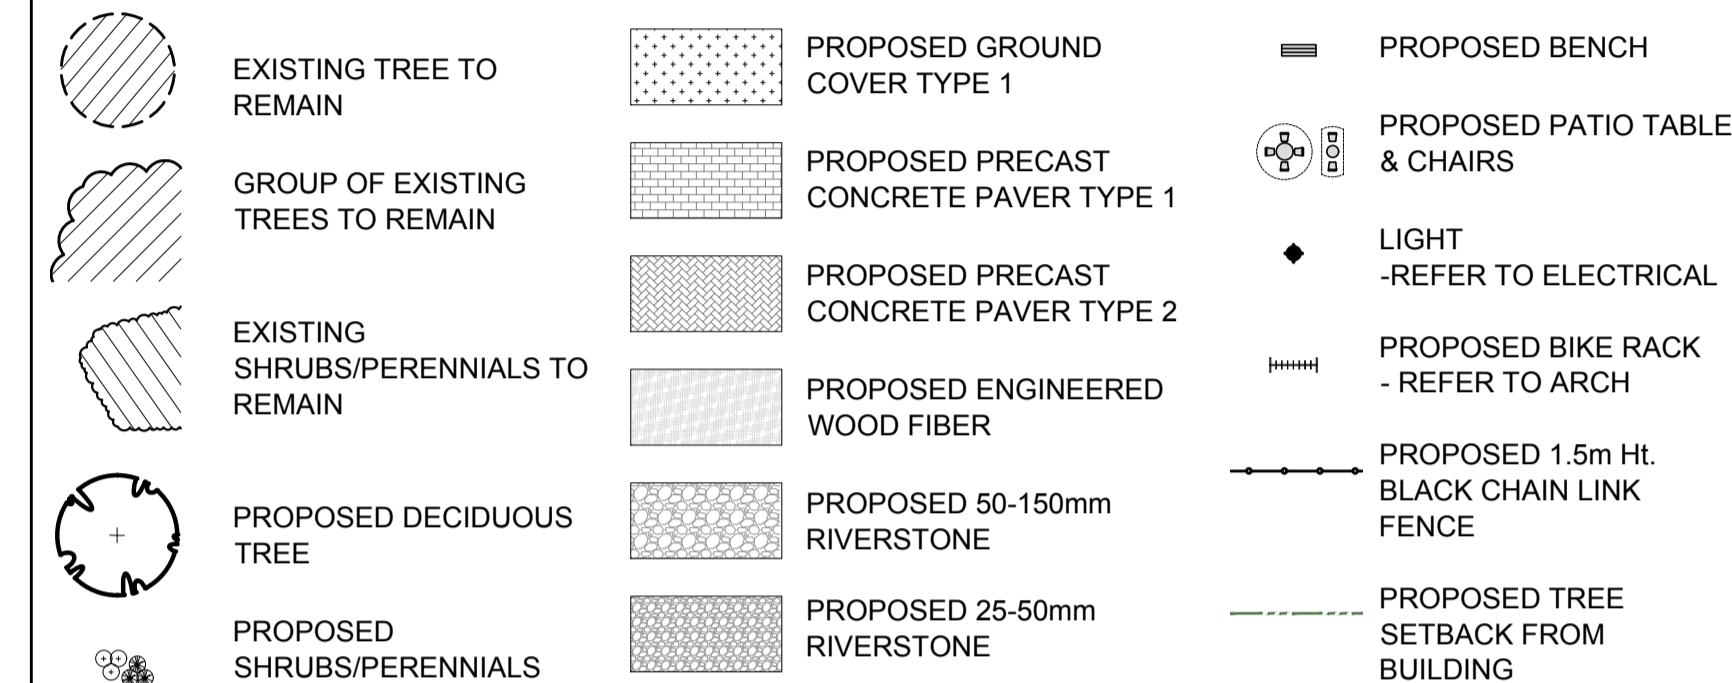 EXISTING TREE TO
REMAIN
GROUP OF EXISTING
TREES TO REMAIN
EXISTING
SHRUBS/PERENNIALS TO
REMAIN
PROPOSED DECIDUOUS
TREE
PROPOSED
SHRUBS/PERENNIALS
PROPOSED GROUND
COVER TYPE 1
PROPOSED PRECAST
CONCRETE PAVER TYPE 1
PROPOSED PRECAST
CONCRETE PAVER TYPE 2
PROPOSED ENGINEERED
WOOD FIBER
PROPOSED 50-150mm
RIVERSTONE
PROPOSED 25-50mm
RIVERSTONE
PROPOSED BENCH
PROPOSED PATIO TABLE
& CHAIRS
LIGHT
-REFER TO ELECTRICAL
PROPOSED BIKE RACK
- REFER TO ARCH
PROPOSED 1.5m Ht.
BLACK CHAIN LINK
FENCE
PROPOSED TREE
SETBACK FROM
BUILDING